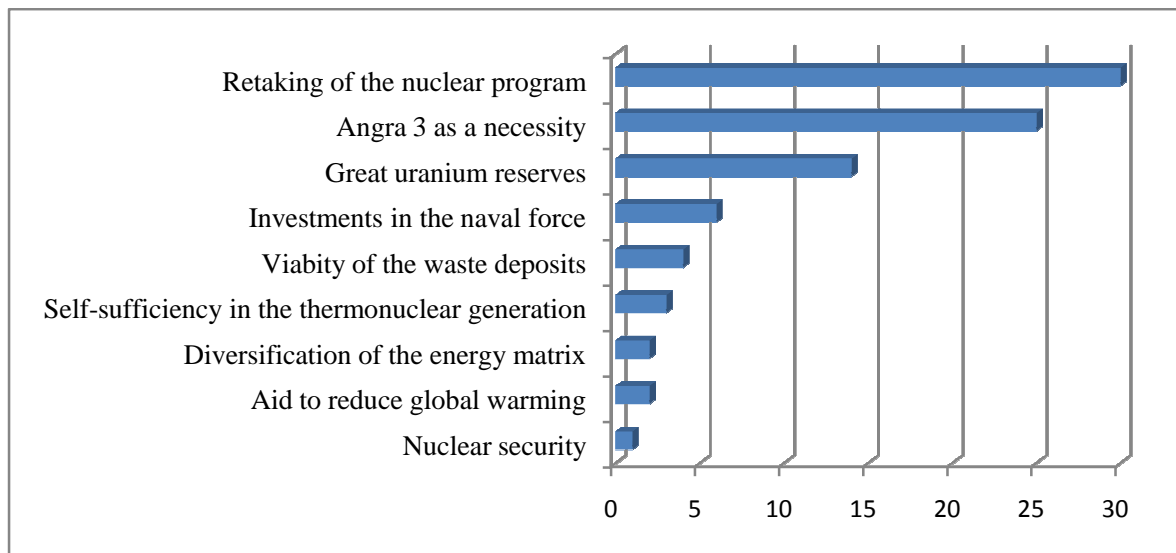 Retaking of the nuclear program
Angra 3 as a necessity
Great uranium reserves
Investments in the naval force
Viabity of the waste deposits
Self-sufficiency in the thermonuclear generation
Diversification of the energy matrix
Aid to reduce global warming
Nuclear security
0 5 10 15 20 25 30